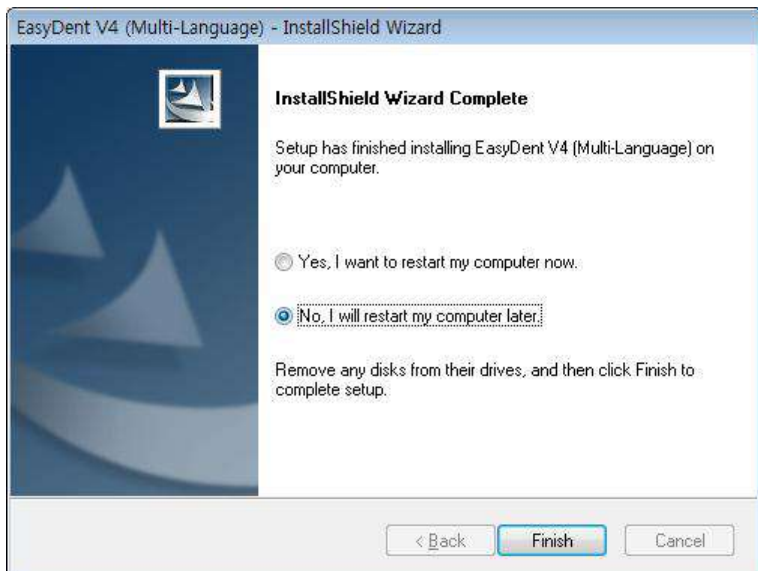 EasyDent V4 (Multi-Language) - InstallShield Wizard
InstallShield Wizard Complete
Setup has finished installing EasyDent V4 (Multi-Language) on
your computer.
Yes, I want to restart my computer now.
No, I will restart my computer later.
Remove any disks from their drives, and then click Finish to
complete setup.
< Back
Finish
Cancel